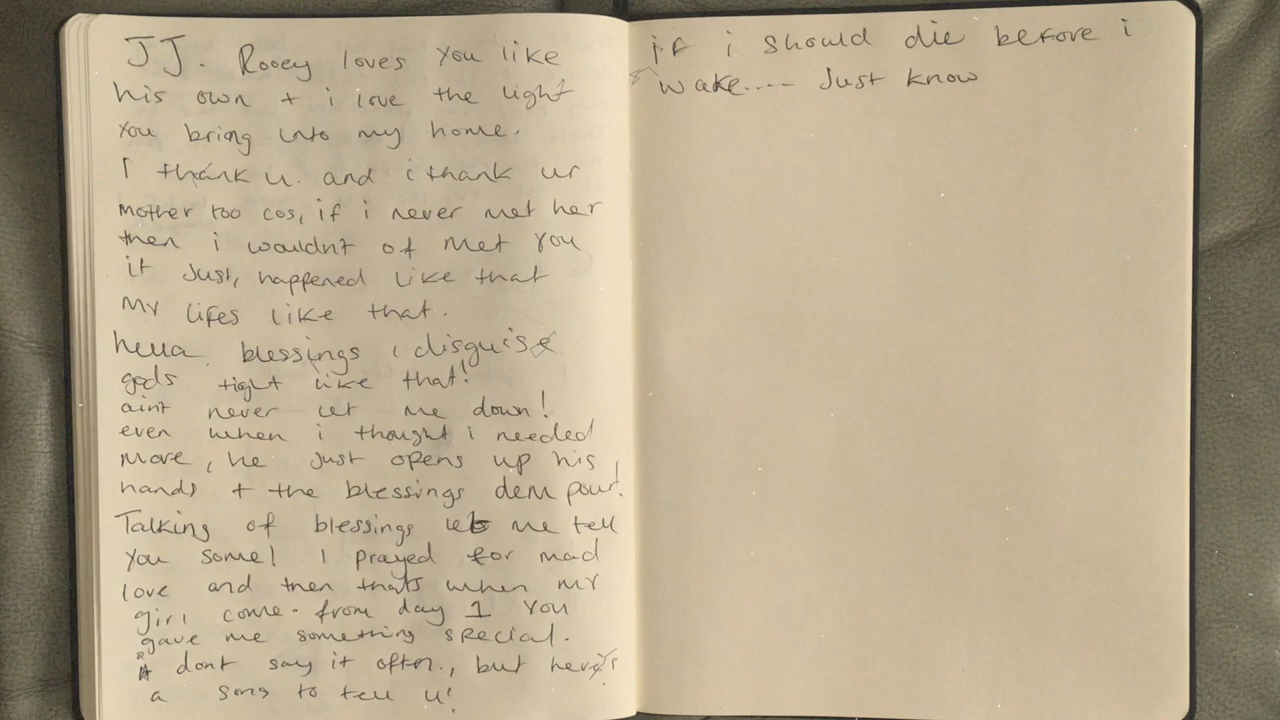 JJ. Rooey loves you like
his own + i love the light
you bring into my home.
I thank u. and i thank ur
mother too cos, if i never met her
then i wouldn't of met you
it just, happened like that
my lifes like that.
hella blessings i disguise
gods tight like that!
aint never let me down!
even when i thought i needed
more, he just opens up his
hands + the blessings dem pour!
Talking of blessings let me tell
you some! I prayed for mad
love and then thats when my
girl come. from day 1 you
gave me something special.
dont say it often., but here's
a song to tell u!
if i should die before i
wake.... Just know